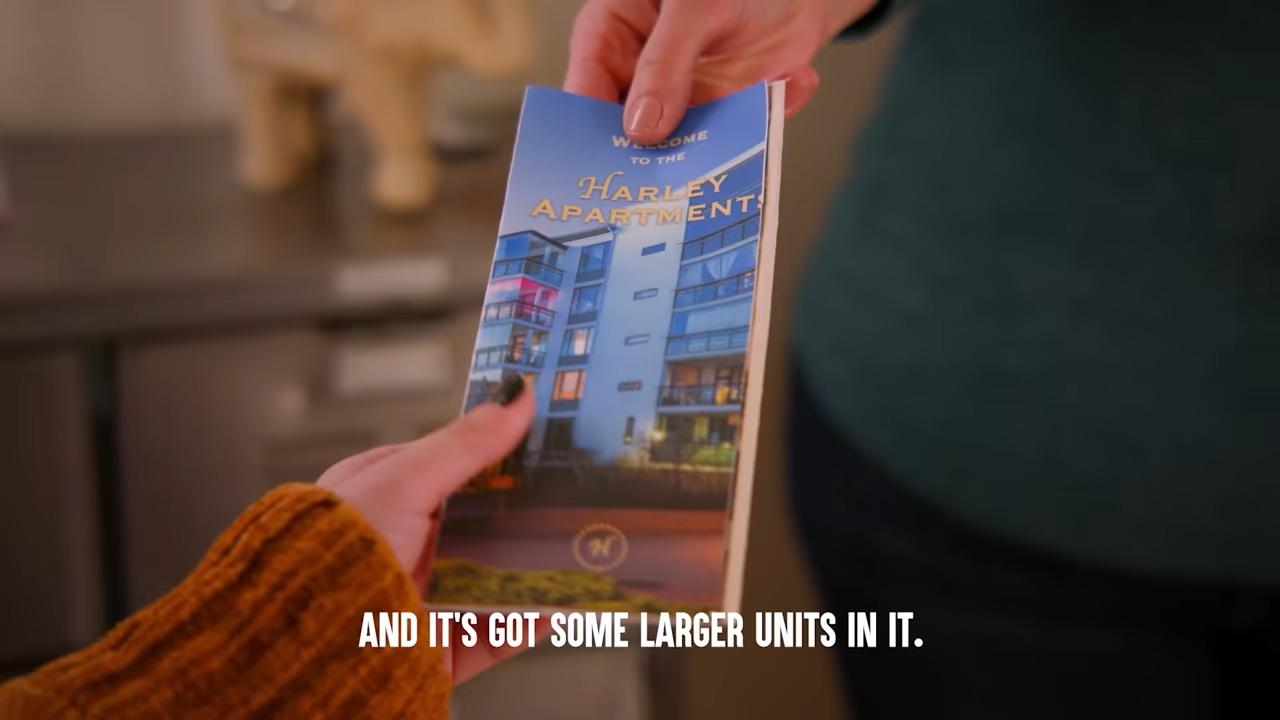 WELCOME
TO THE
HARLEY
APARTMENTS
H
AND IT'S GOT SOME LARGER UNITS IN IT.